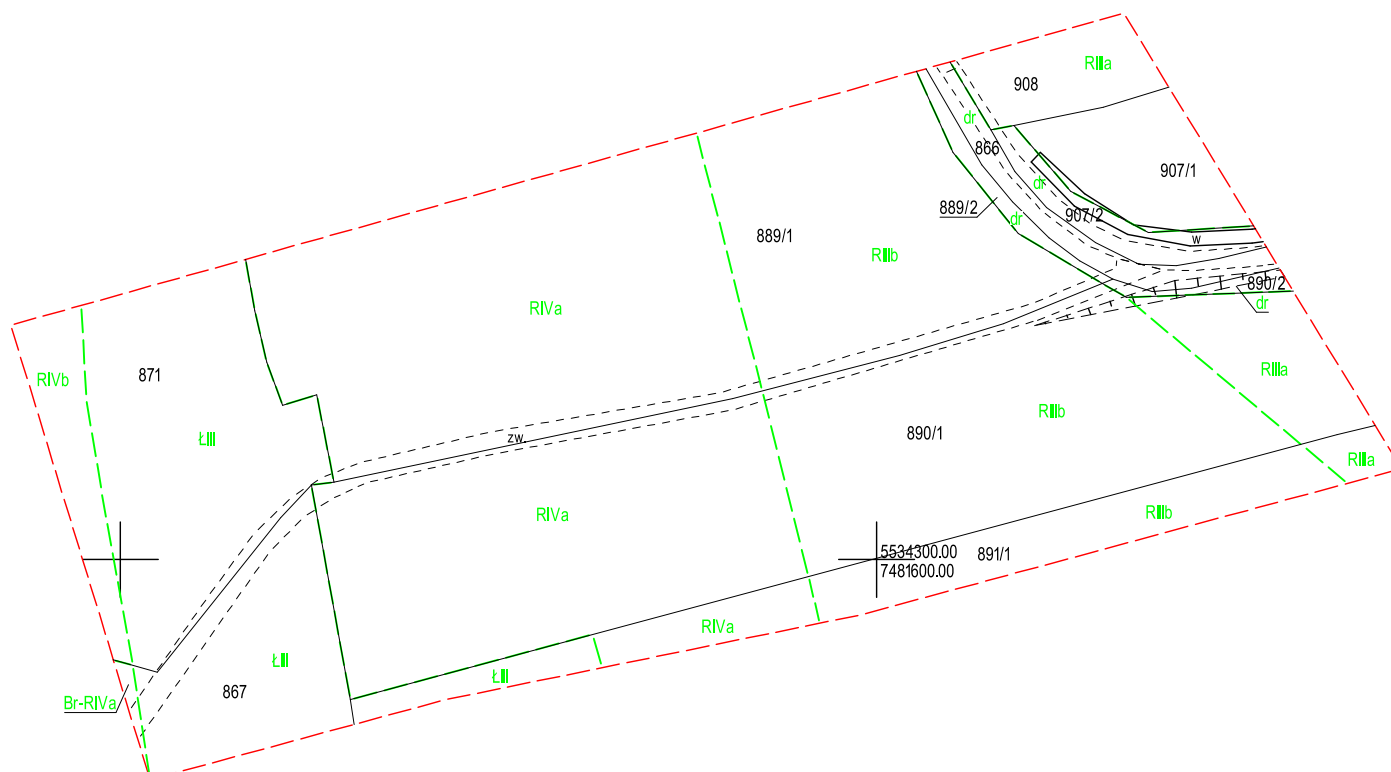 RIIIa
908
dr
866
907/1
dr
889/2
907/2
dr
889/1
w
RIIIb
890/2
dr
RIVa
RIVb
871
RIIIa
RIIIb
890/1
ŁIII
zw.
RIIIa
RIVa
RIIIb
5534300.00
891/1
7481600.00
RIVa
ŁIII
ŁIII
867
Br-RIVa